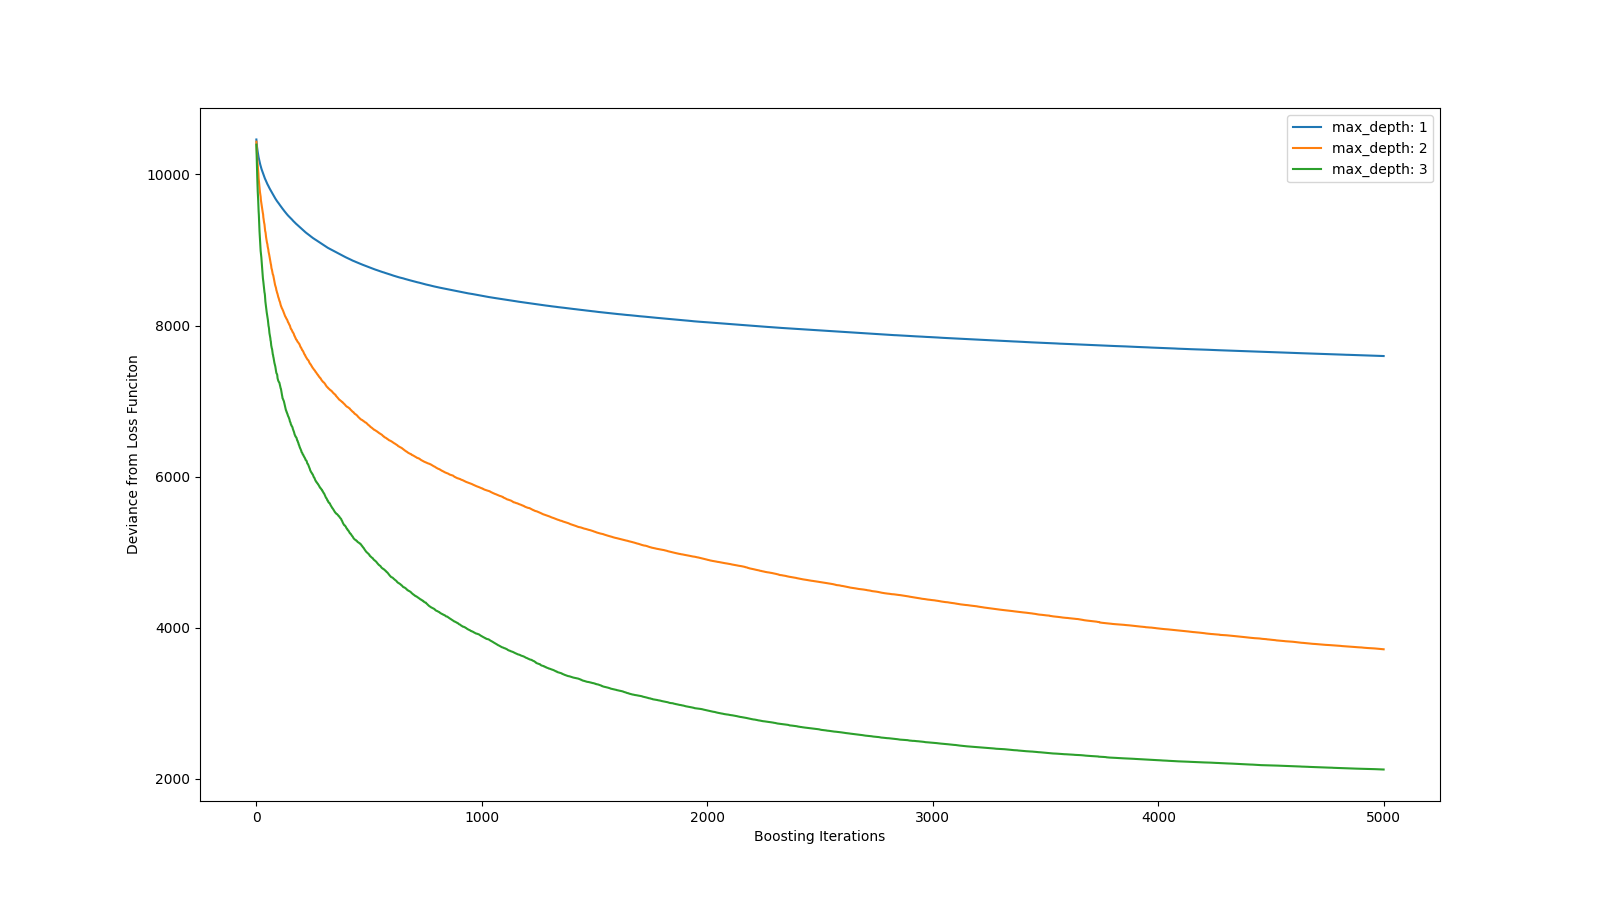 max_depth: 1
max_depth: 2
max_depth: 3
10000
8000
6000
4000
2000
Deviance from Loss Funciton
0 1000 2000 3000 4000 5000
Boosting Iterations